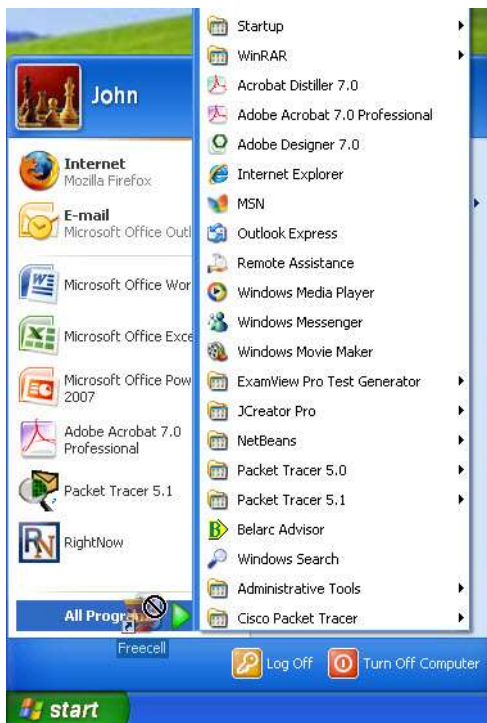 John
Internet
Mozilla Firefox
E-mail
Microsoft Office Outl
Microsoft Office Wor
Microsoft Office Exce
Microsoft Office Pow
2007
Adobe Acrobat 7.0
Professional
Packet Tracer 5.1
RN
RightNow
All Progr
Freecell
Startup
WinRAR
Acrobat Distiller 7.0
Adobe Acrobat 7.0 Professional
Adobe Designer 7.0
Internet Explorer
MSN
Outlook Express
Remote Assistance
Windows Media Player
Windows Messenger
Windows Movie Maker
ExamView Pro Test Generator
JCreator Pro
NetBeans
Packet Tracer 5.0
Packet Tracer 5.1
Belarc Advisor
Windows Search
Administrative Tools
Cisco Packet Tracer
Log Off
Turn Off Computer
start